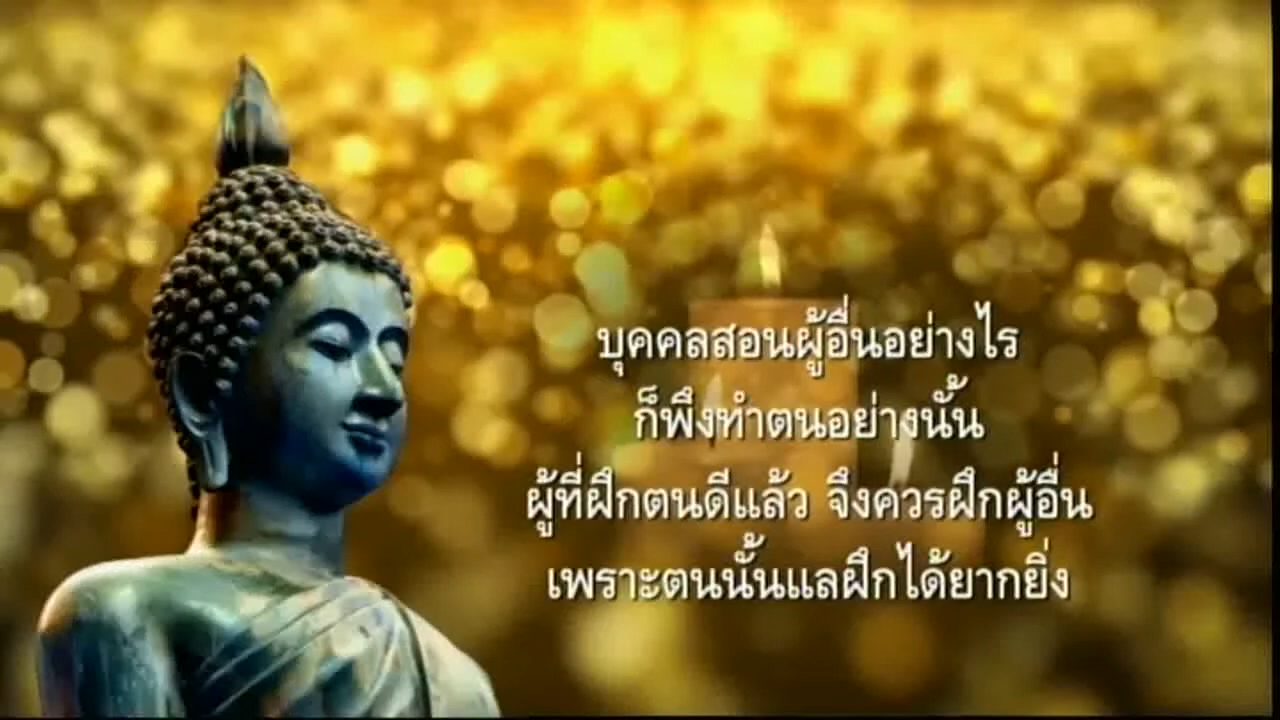 บุคคลสอนผู้อื่นอย่างไร
ก็พึงทำตนอย่างนั้น
ผู้ที่ฝึกตนดีแล้ว จึงควรฝึกผู้อื่น
เพราะตนนั้นแลฝึกได้ยากยิ่ง